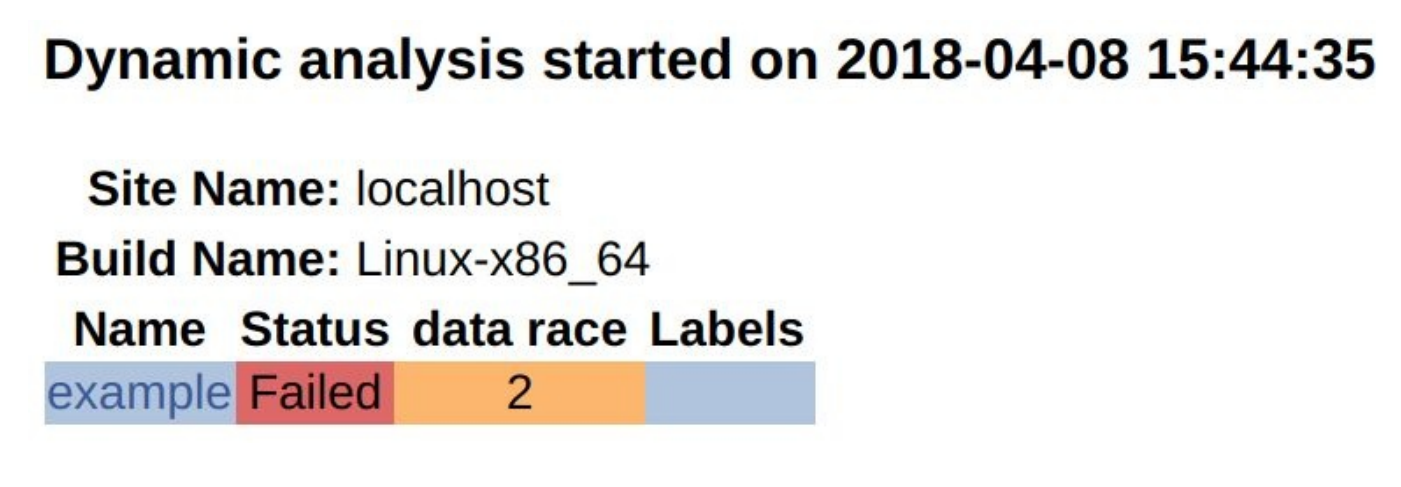 Dynamic analysis started on 2018-04-08 15:44:35
Site Name: localhost
Build Name: Linux-x86_64
Name Status data race Labels
example Failed 2